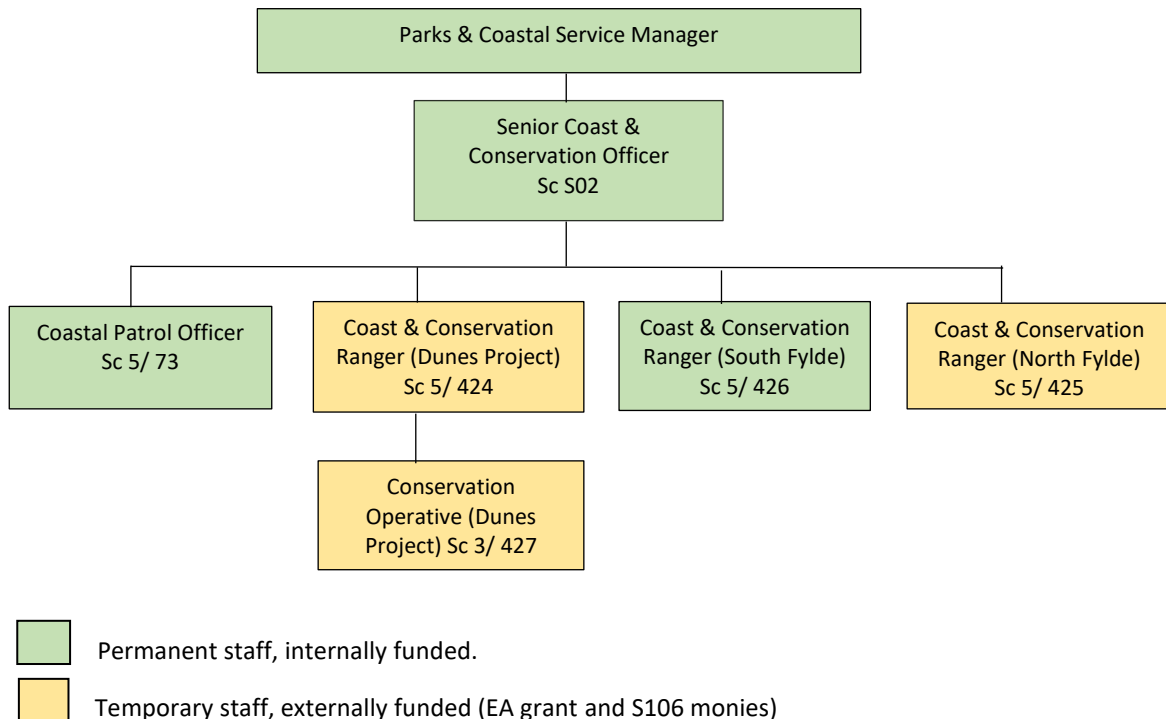 Parks & Coastal Service Manager
Senior Coast &
Conservation Officer
Sc S02
Coastal Patrol Officer
Sc 5/ 73
Coast & Conservation
Ranger (Dunes Project)
Sc 5/ 424
Coast & Conservation
Ranger (South Fylde)
Sc 5/ 426
Coast & Conservation
Ranger (North Fylde)
Sc 5/ 425
Conservation
Operative (Dunes
Project) Sc 3/ 427
Permanent staff, internally funded.
Temporary staff, externally funded (EA grant and S106 monies)